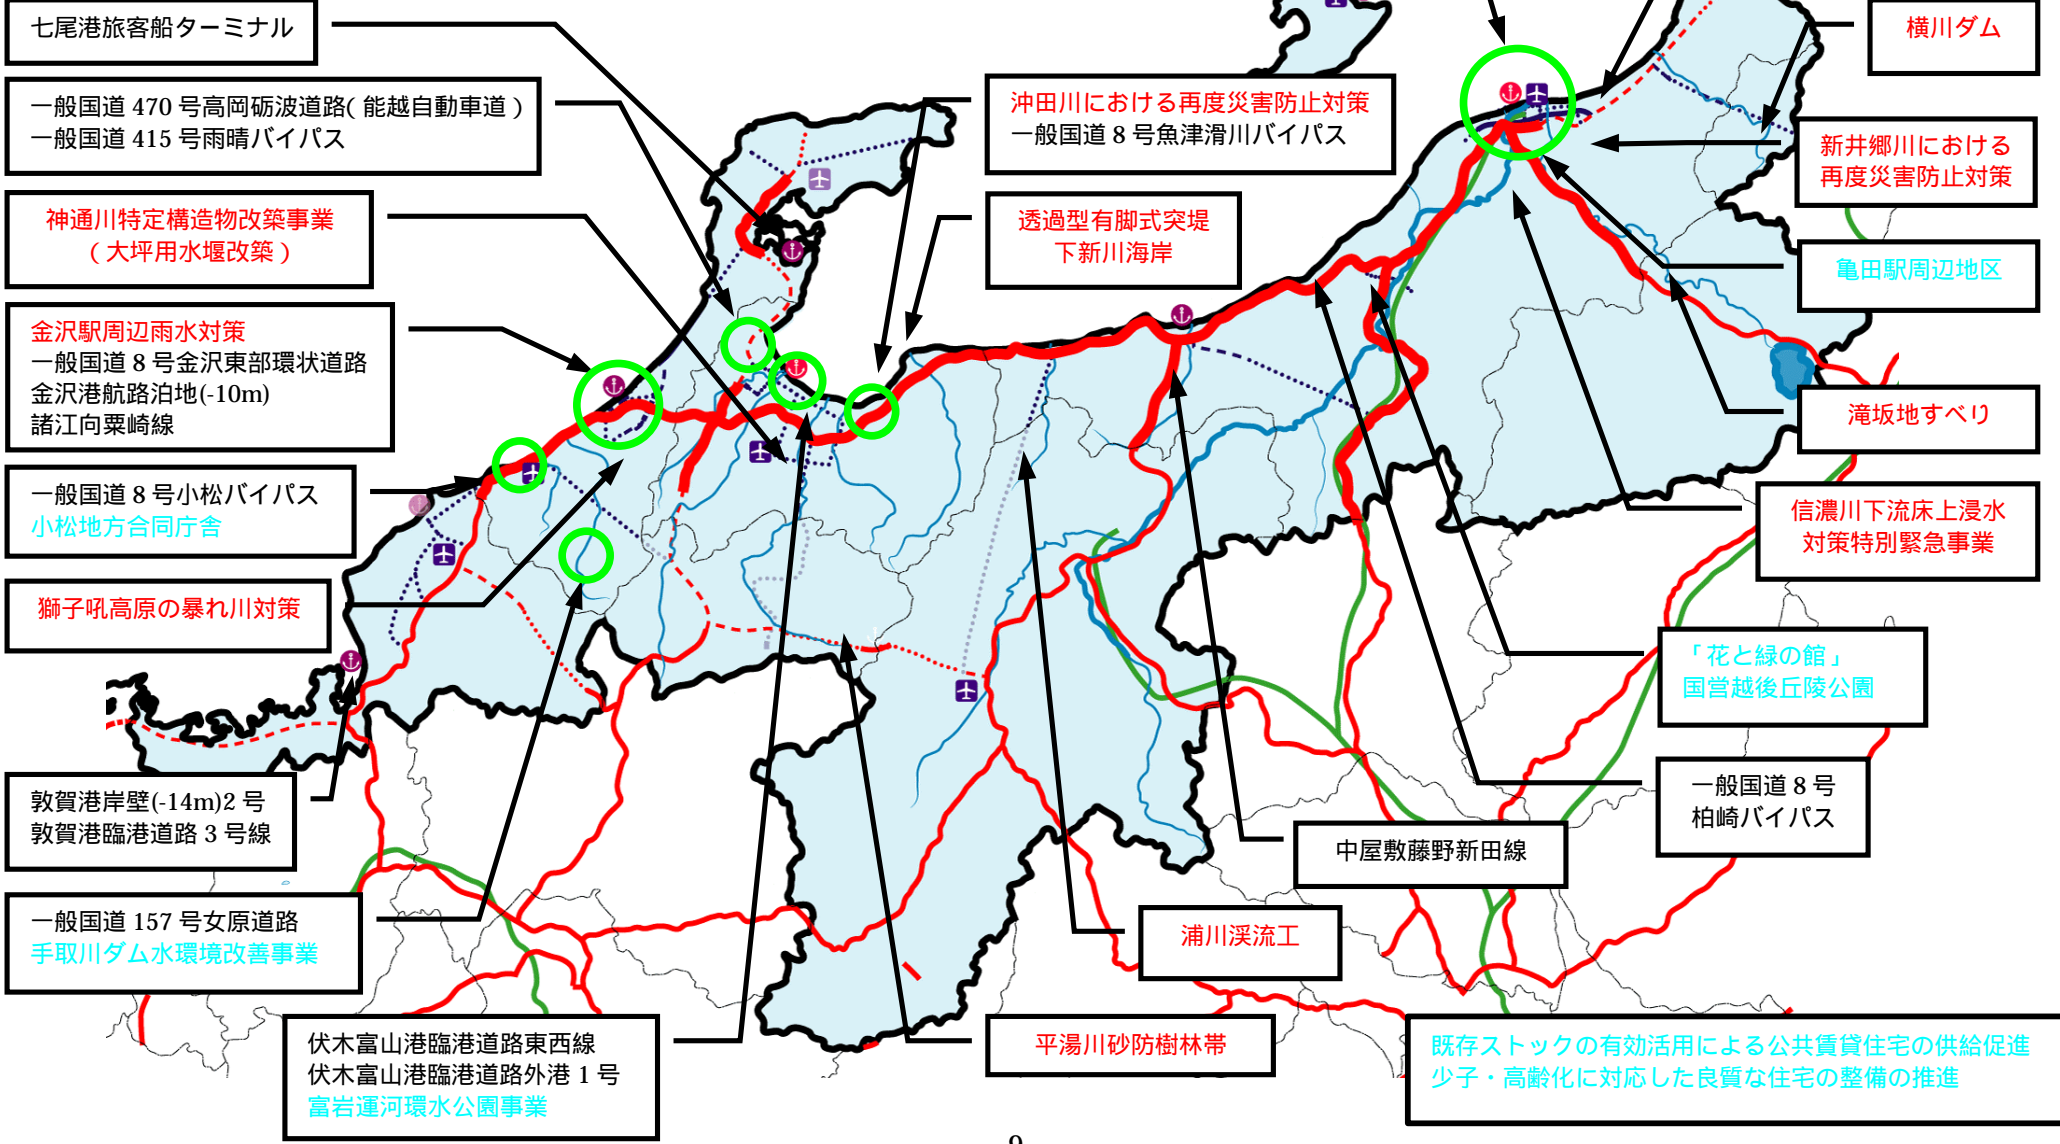 七尾港旅客船ターミナル
一般国道 470 号高岡砺波道路(能越自動車道)
一般国道 415 号雨晴バイパス
神通川特定構造物改築事業
(大坪用水堰改築)
金沢駅周辺雨水対策
一般国道 8 号金沢東部環状道路
金沢港航路泊地(-10m)
諸江向粟崎線
一般国道 8 号小松バイパス
小松地方合同庁舎
獅子吼高原の暴れ川対策
敦賀港岸壁(-14m)2 号
敦賀港臨港道路 3 号線
一般国道 157 号女原道路
手取川ダム水環境改善事業
伏木富山港臨港道路東西線
伏木富山港臨港道路外港 1 号
富岩運河環水公園事業
沖田川における再度災害防止対策
一般国道 8 号魚津滑川バイパス
透過型有脚式突堤
下新川海岸
横川ダム
新井郷川における
再度災害防止対策
亀田駅周辺地区
滝坂地すべり
信濃川下流床上浸水
対策特別緊急事業
「花と緑の館」
国営越後丘陵公園
一般国道 8 号
柏崎バイパス
中屋敷藤野新田線
浦川渓流工
平湯川砂防樹林帯
既存ストックの有効活用による公共賃貸住宅の供給促進
少子・高齢化に対応した良質な住宅の整備の推進
9